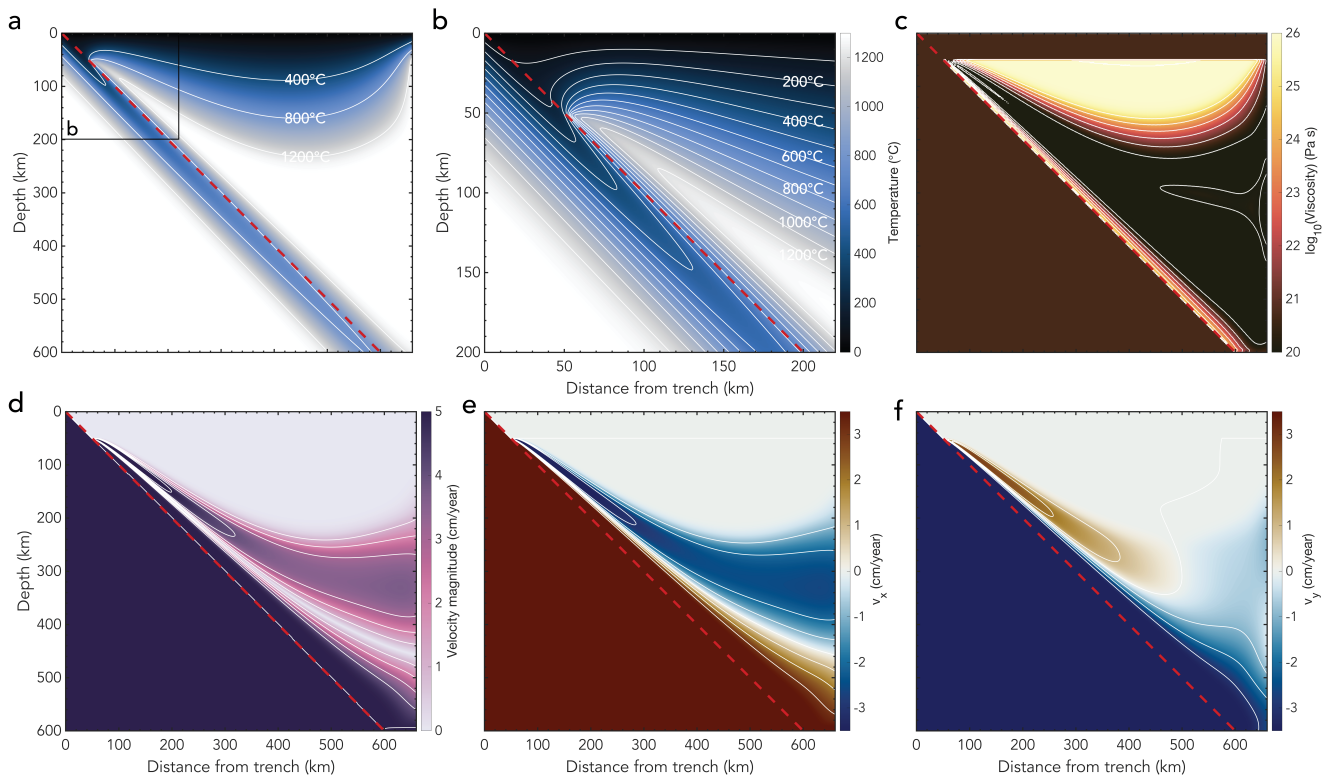 a
b
c
0
100
200
300
400
500
600
Depth (km)
400°C
800°C
1200°C
b
0
50
100
150
200
Depth (km)
200°C
400°C
600°C
800°C
1000°C
1200°C
0
50
100
150
200
Distance from trench (km)
1200
1000
800
600
400
200
0
Temperature (°C)
26
25
24
23
22
21
20
log10(Viscosity) (Pa s)
d
e
f
0
100
200
300
400
500
600
Depth (km)
0
100
200
300
400
500
600
Distance from trench (km)
5
4
3
2
1
0
Velocity magnitude (cm/year)
0
100
200
300
400
500
600
Distance from trench (km)
3
2
1
0
-1
-2
-3
vx (cm/year)
0
100
200
300
400
500
600
Distance from trench (km)
3
2
1
0
-1
-2
-3
vy (cm/year)